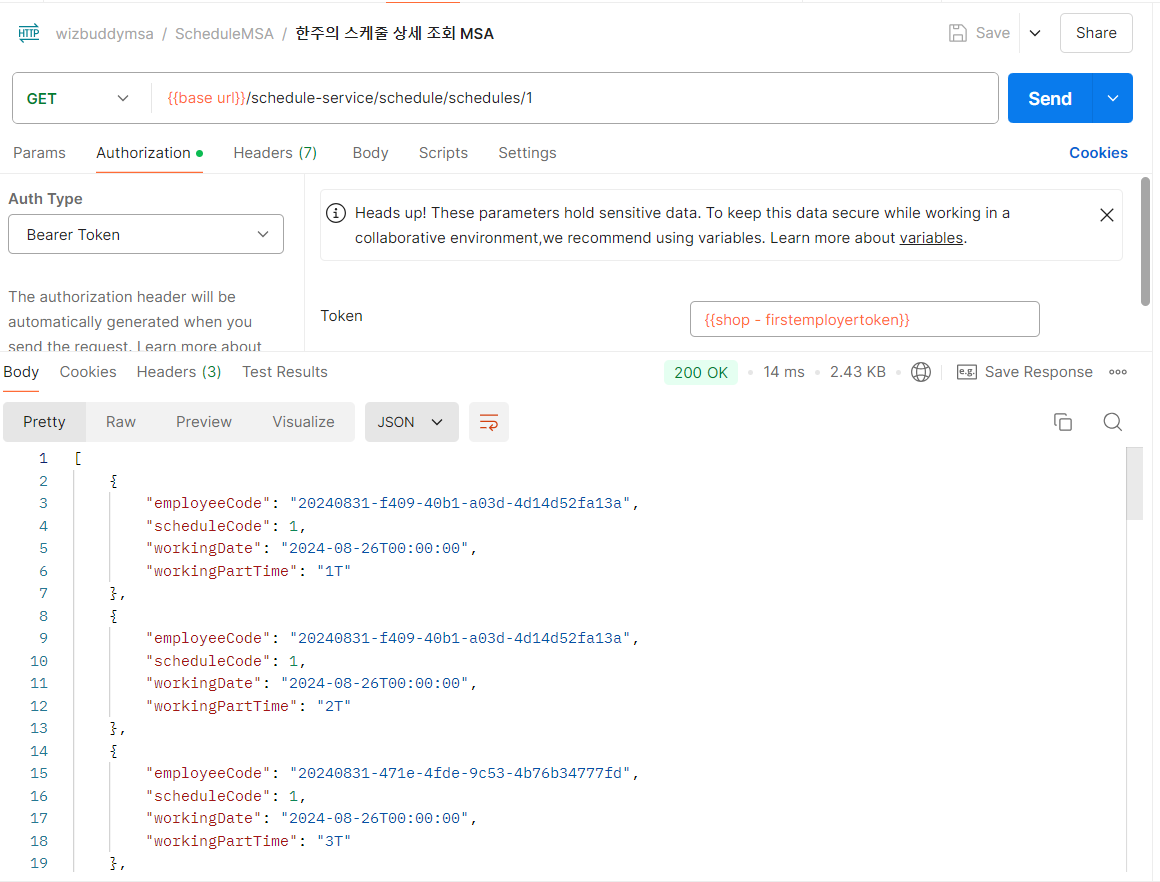 HTTP wizbuddymsa / ScheduleMSA / 한주의 스케줄 상세 조회 MSA Save Share
GET {{base url}}/schedule-service/schedule/schedules/1 Send
Params Authorization Headers (7) Body Scripts Settings Cookies
Auth Type
Bearer Token
The authorization header will be
automatically generated when you
send the request. Learn more about
Heads up! These parameters hold sensitive data. To keep this data secure while working in a
collaborative environment,we recommend using variables. Learn more about variables.
Token {{shop - firstemployertoken}}
Body Cookies Headers (3) Test Results 200 OK 14 ms 2.43 KB e.g. Save Response
Pretty Raw Preview Visualize JSON
1 [
2 {
3 "employeeCode": "20240831-f409-40b1-a03d-4d14d52fa13a",
4 "scheduleCode": 1,
5 "workingDate": "2024-08-26T00:00:00",
6 "workingPartTime": "1T"
7 },
8 {
9 "employeeCode": "20240831-f409-40b1-a03d-4d14d52fa13a",
10 "scheduleCode": 1,
11 "workingDate": "2024-08-26T00:00:00",
12 "workingPartTime": "2T"
13 },
14 {
15 "employeeCode": "20240831-471e-4fde-9c53-4b76b34777fd",
16 "scheduleCode": 1,
17 "workingDate": "2024-08-26T00:00:00",
18 "workingPartTime": "3T"
19 },